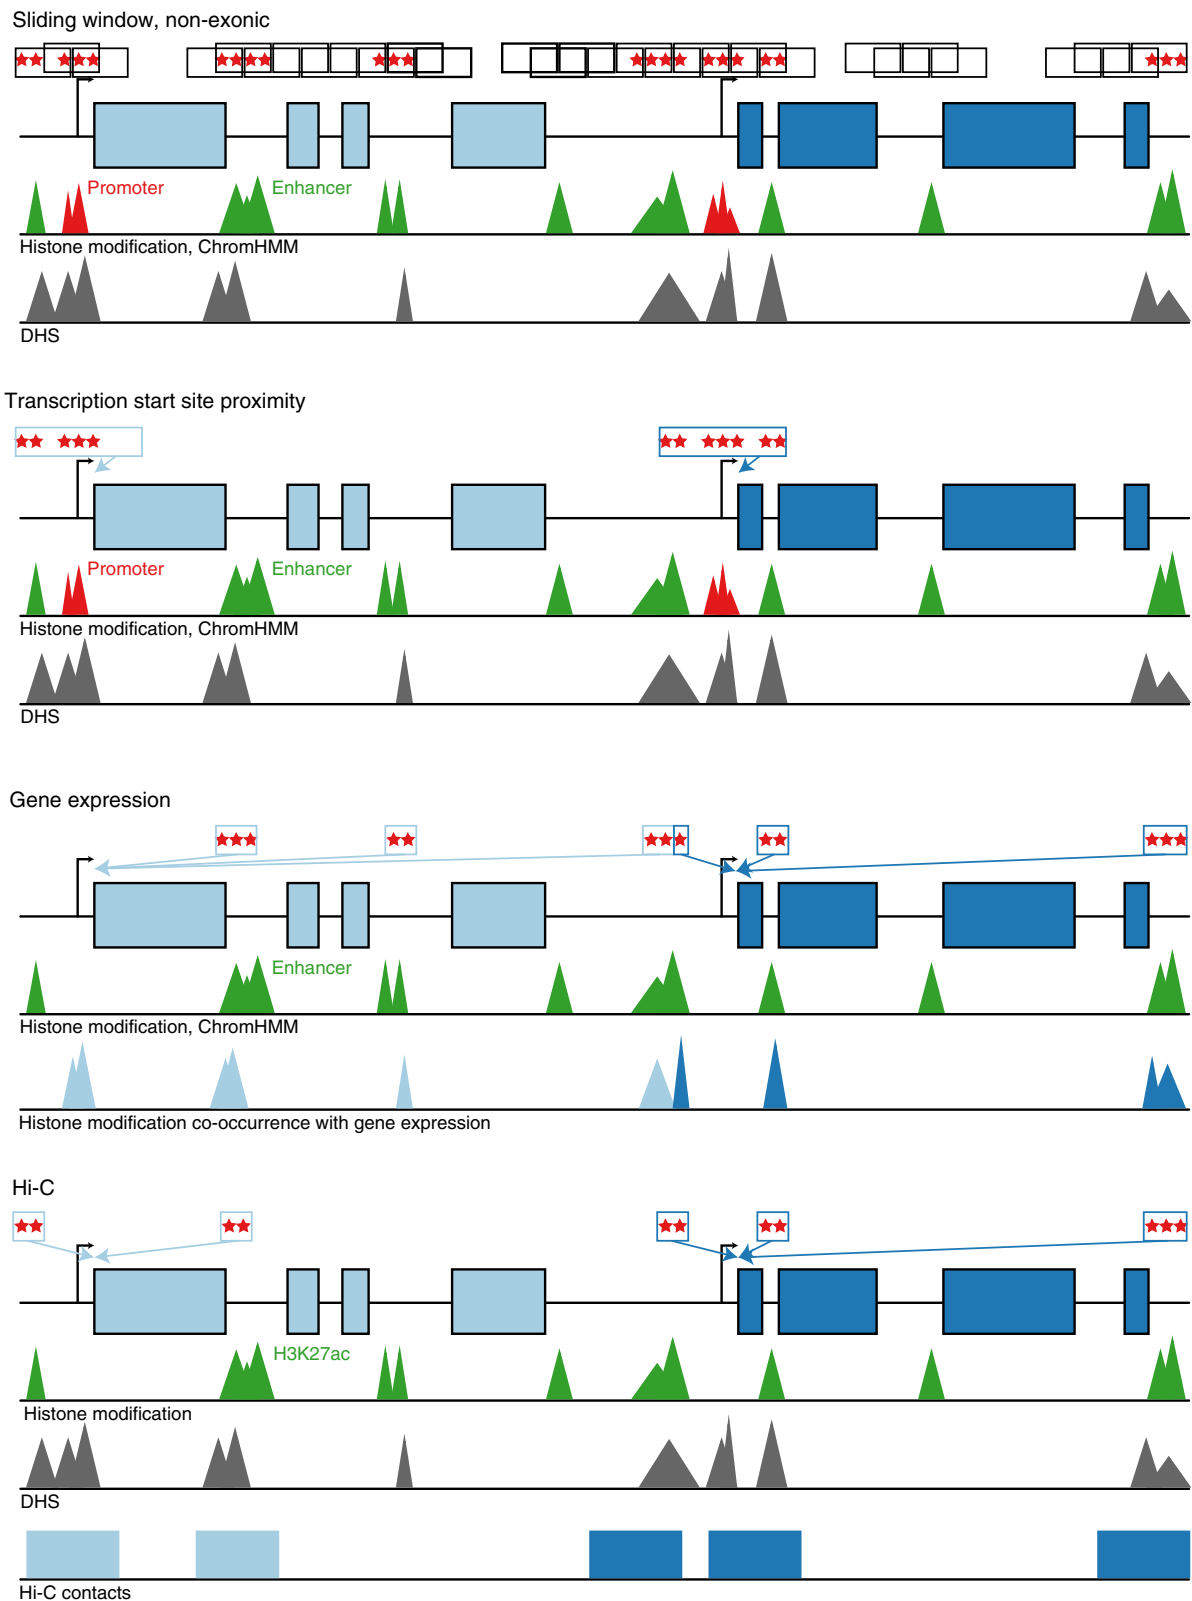 Sliding window, non-exonic
Promoter Enhancer
Histone modification, ChromHMM
DHS
Transcription start site proximity
Promoter Enhancer
Histone modification, ChromHMM
DHS
Gene expression
Enhancer
Histone modification, ChromHMM
Histone modification co-occurrence with gene expression
Hi-C
H3K27ac
Histone modification
DHS
Hi-C contacts